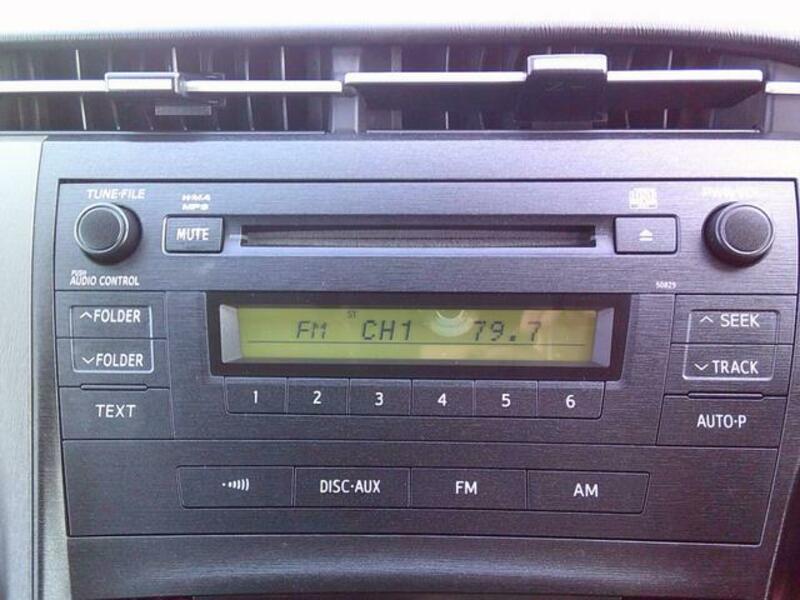 TUNE·FILE
WMA
MP3
MUTE
PUSH
AUDIO CONTROL
50829
FOLDER
FOLDER
TEXT
FM ST CH1 79.7
1 2 3 4 5 6
SEEK
TRACK
AUTO·P
DISC·AUX
FM
AM